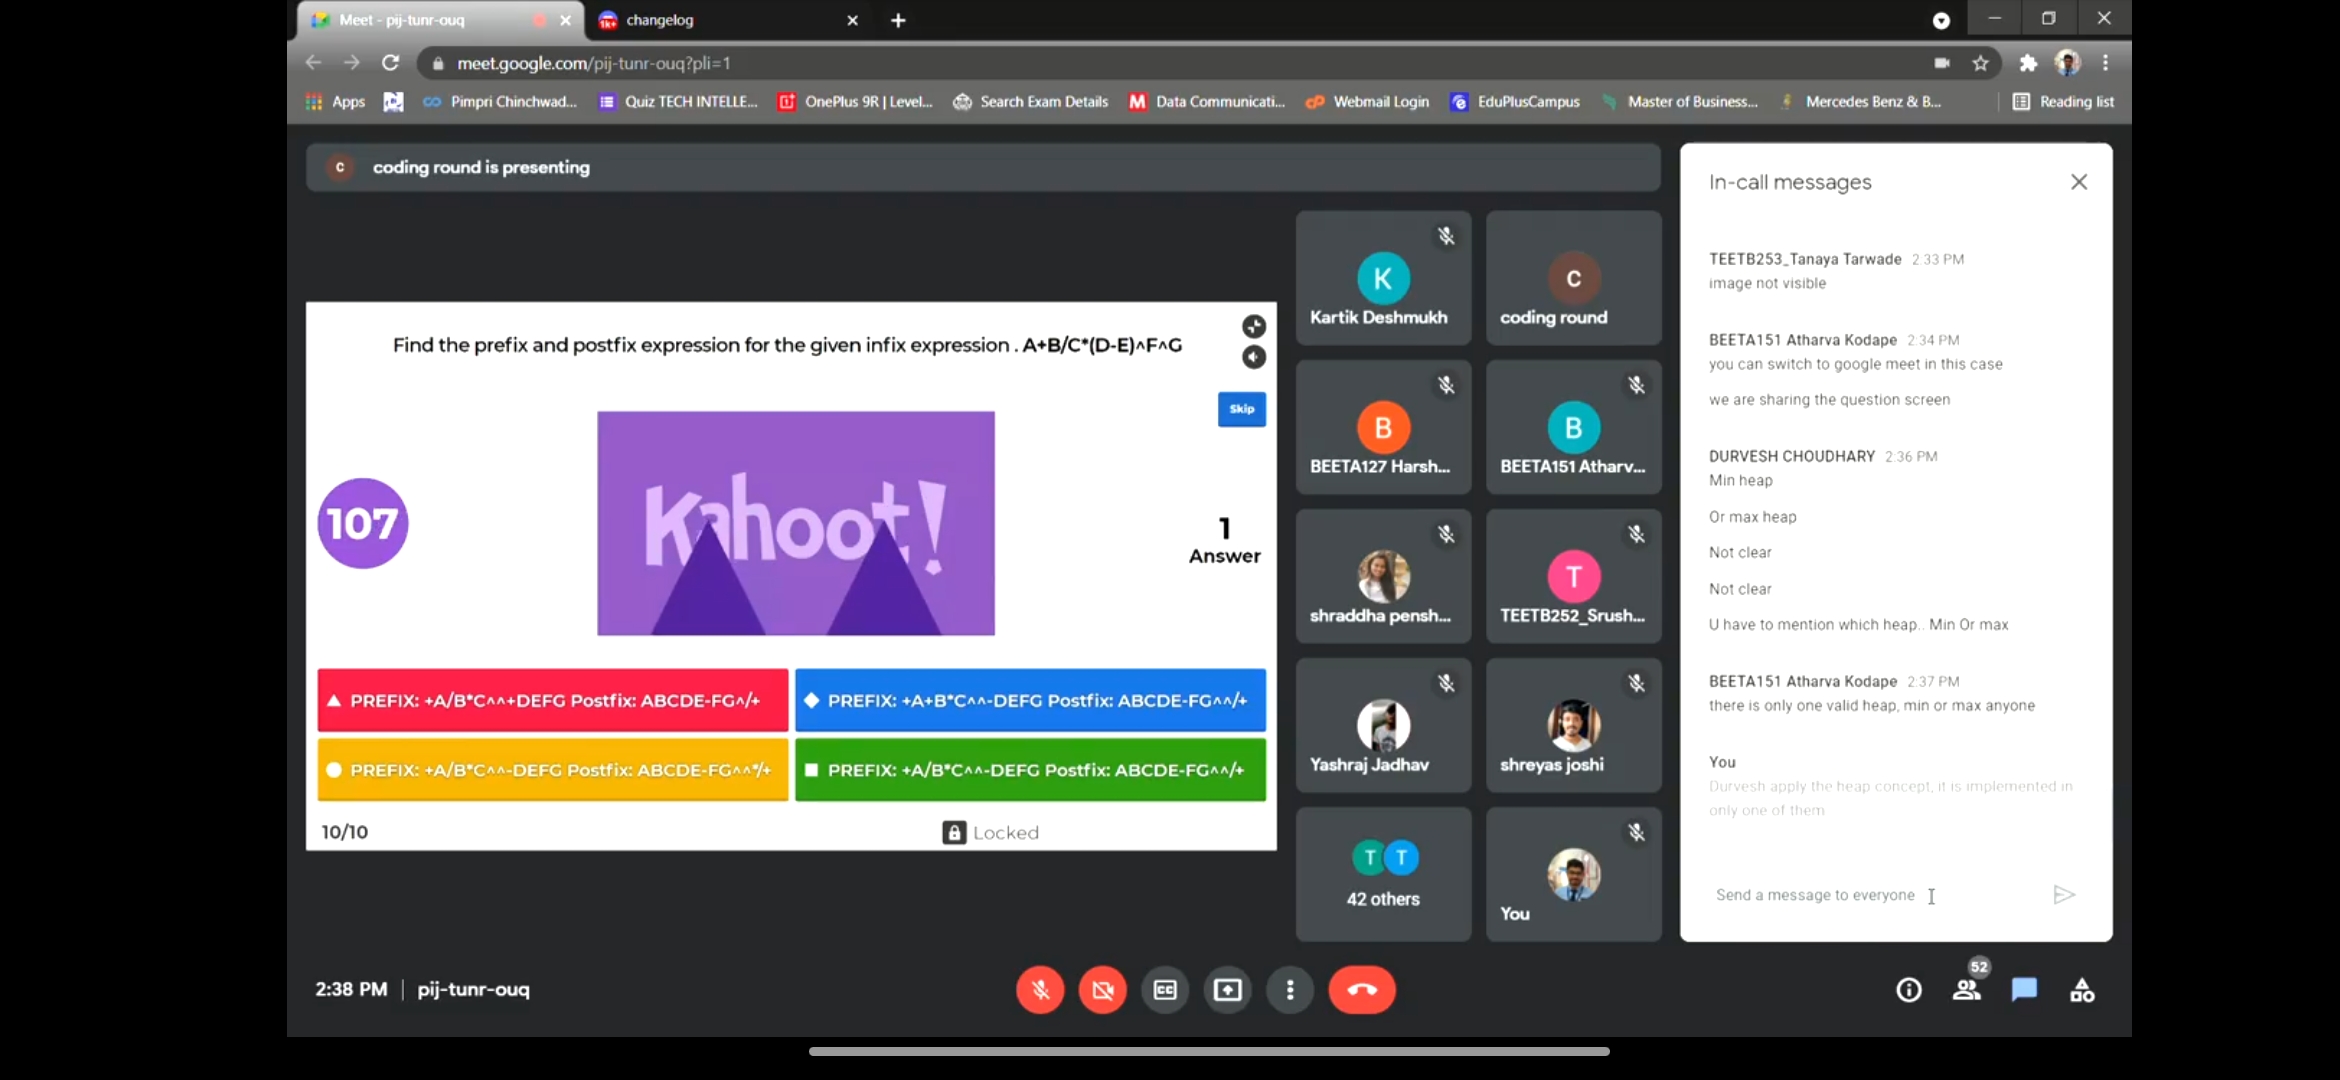 Meet - pij-tunr-ouq
changelog
meet.google.com/pij-tunr-ouq?pli=1
Apps
Pimpri Chinchwad...
Quiz TECH INTELLE...
OnePlus 9R | Level...
Search Exam Details
Data Communicati...
Webmail Login
EduPlusCampus
Master of Business...
Mercedes Benz & B...
Reading list
C
coding round is presenting
Find the prefix and postfix expression for the given infix expression . A+B/C*(D-E)^F^G
Skip
107
Kahoot!
1
Answer
PREFIX: +A/B*C^^+DEFG Postfix: ABCDE-FG^/+
PREFIX: +A+B*C^^-DEFG Postfix: ABCDE-FG^^/+
PREFIX: +A/B*C^^-DEFG Postfix: ABCDE-FG^^*/+
PREFIX: +A/B*C^^-DEFG Postfix: ABCDE-FG^^/+
10/10
Locked
K
Kartik Deshmukh
C
coding round
B
BEETA127 Harsh...
B
BEETA151 Atharv...
shraddha pensh...
T
TEETB252_Srush...
Yashraj Jadhav
shreyas joshi
T T
42 others
You
In-call messages
TEETB253_Tanaya Tarwade 2:33 PM
image not visible
BEETA151 Atharva Kodape 2:34 PM
you can switch to google meet in this case
we are sharing the question screen
DURVESH CHOUDHARY 2:36 PM
Min heap
Or max heap
Not clear
Not clear
U have to mention which heap.. Min Or max
BEETA151 Atharva Kodape 2:37 PM
there is only one valid heap, min or max anyone
You
Durvesh apply the heap concept, it is implemented in
only one of them
Send a message to everyone
2:38 PM | pij-tunr-ouq
CC
52